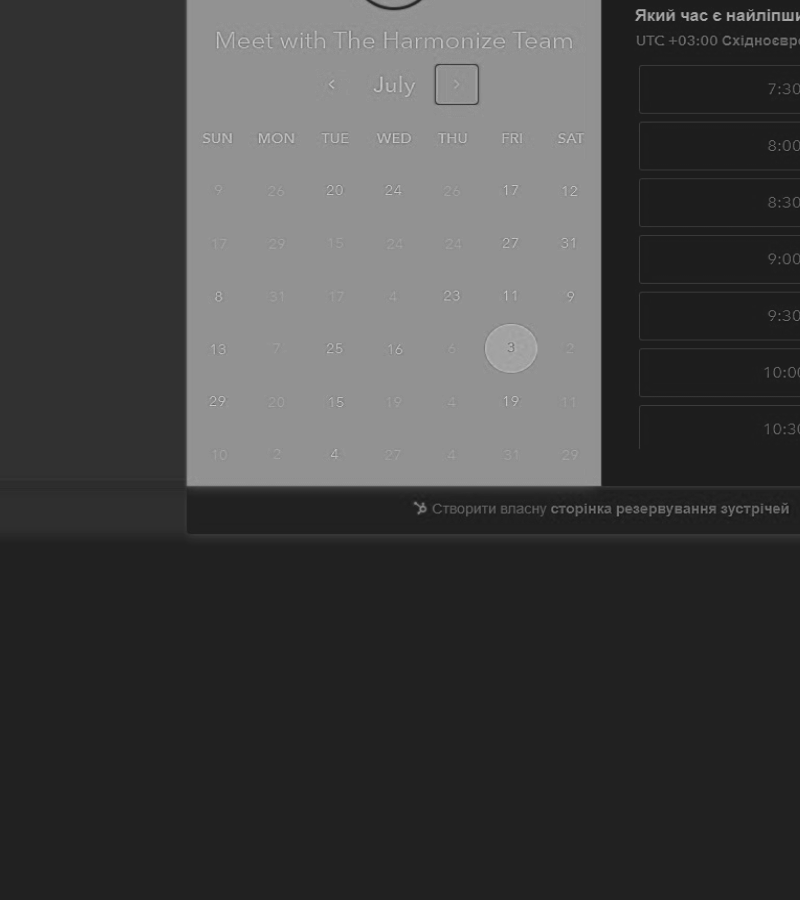 Meet with The Harmonize Team
July
SUN MON TUE WED THU FRI SAT
9 26 20 24 26 17 12
17 29 15 24 24 27 31
8 31 17 4 23 11 9
13 7 25 16 6 3 2
29 20 15 19 4 19 11
10 2 4 27 4 31 29
Який час є
UTC +03:00
7:30
8:00
8:30
9:00
9:30
10:00
10:30
Створити власну сторінка резервування зустрічей